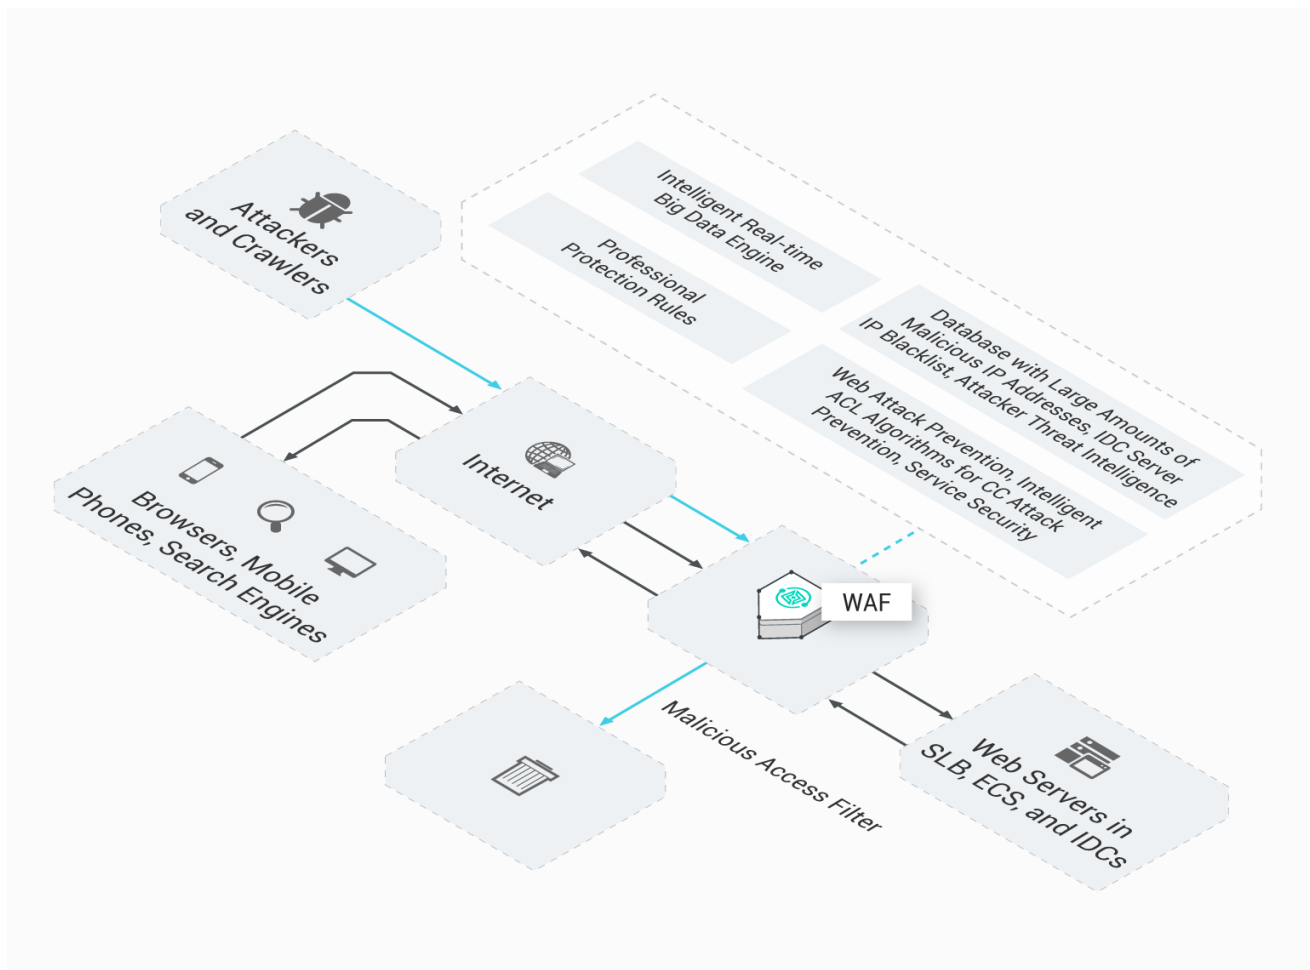 Attackers
and Crawlers
Intelligent Real-time
Big Data Engine
Professional
Protection Rules
Database with Large Amounts of
Malicious IP Addresses, IDC Server
IP Blacklist, Attacker Threat Intelligence
Web Attack Prevention, Intelligent
ACL Algorithms for CC Attack
Prevention, Service Security
Internet
Browsers, Mobile
Phones, Search Engines
WAF
Malicious Access Filter
Web Servers in
SLB, ECS, and IDCs